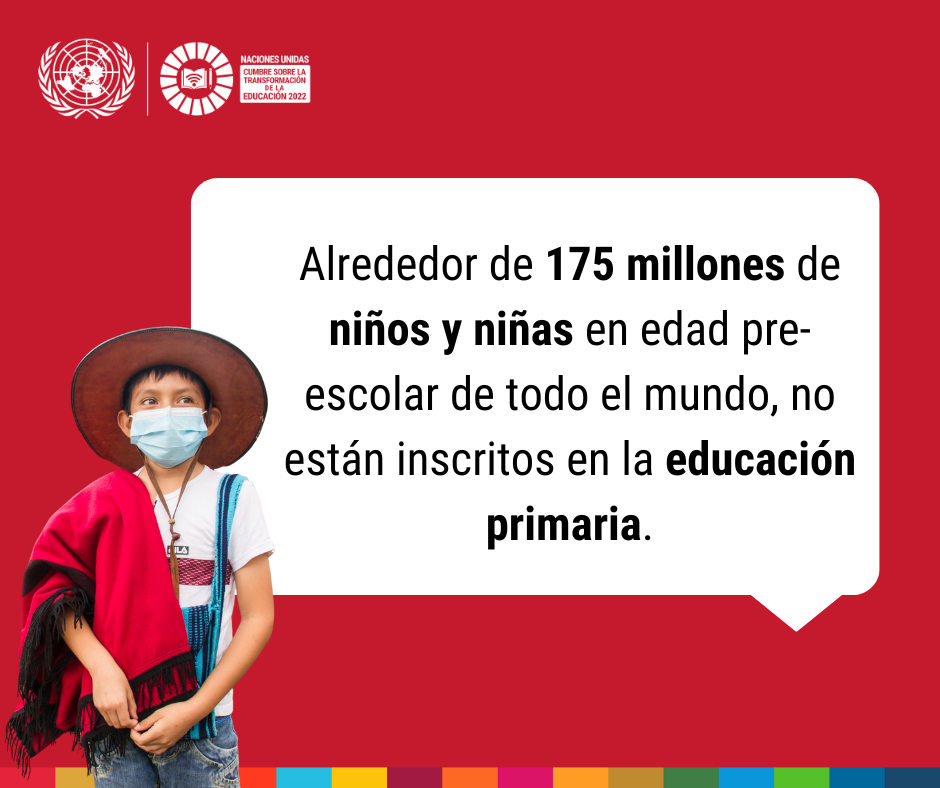 NACIONES UNIDAS
CUMBRE SOBRE LA
TRANSFORMACIÓN
DE LA
EDUCACIÓN 2022
Alrededor de 175 millones de
niños y niñas en edad pre-
escolar de todo el mundo, no
están inscritos en la educación
primaria.
FILA